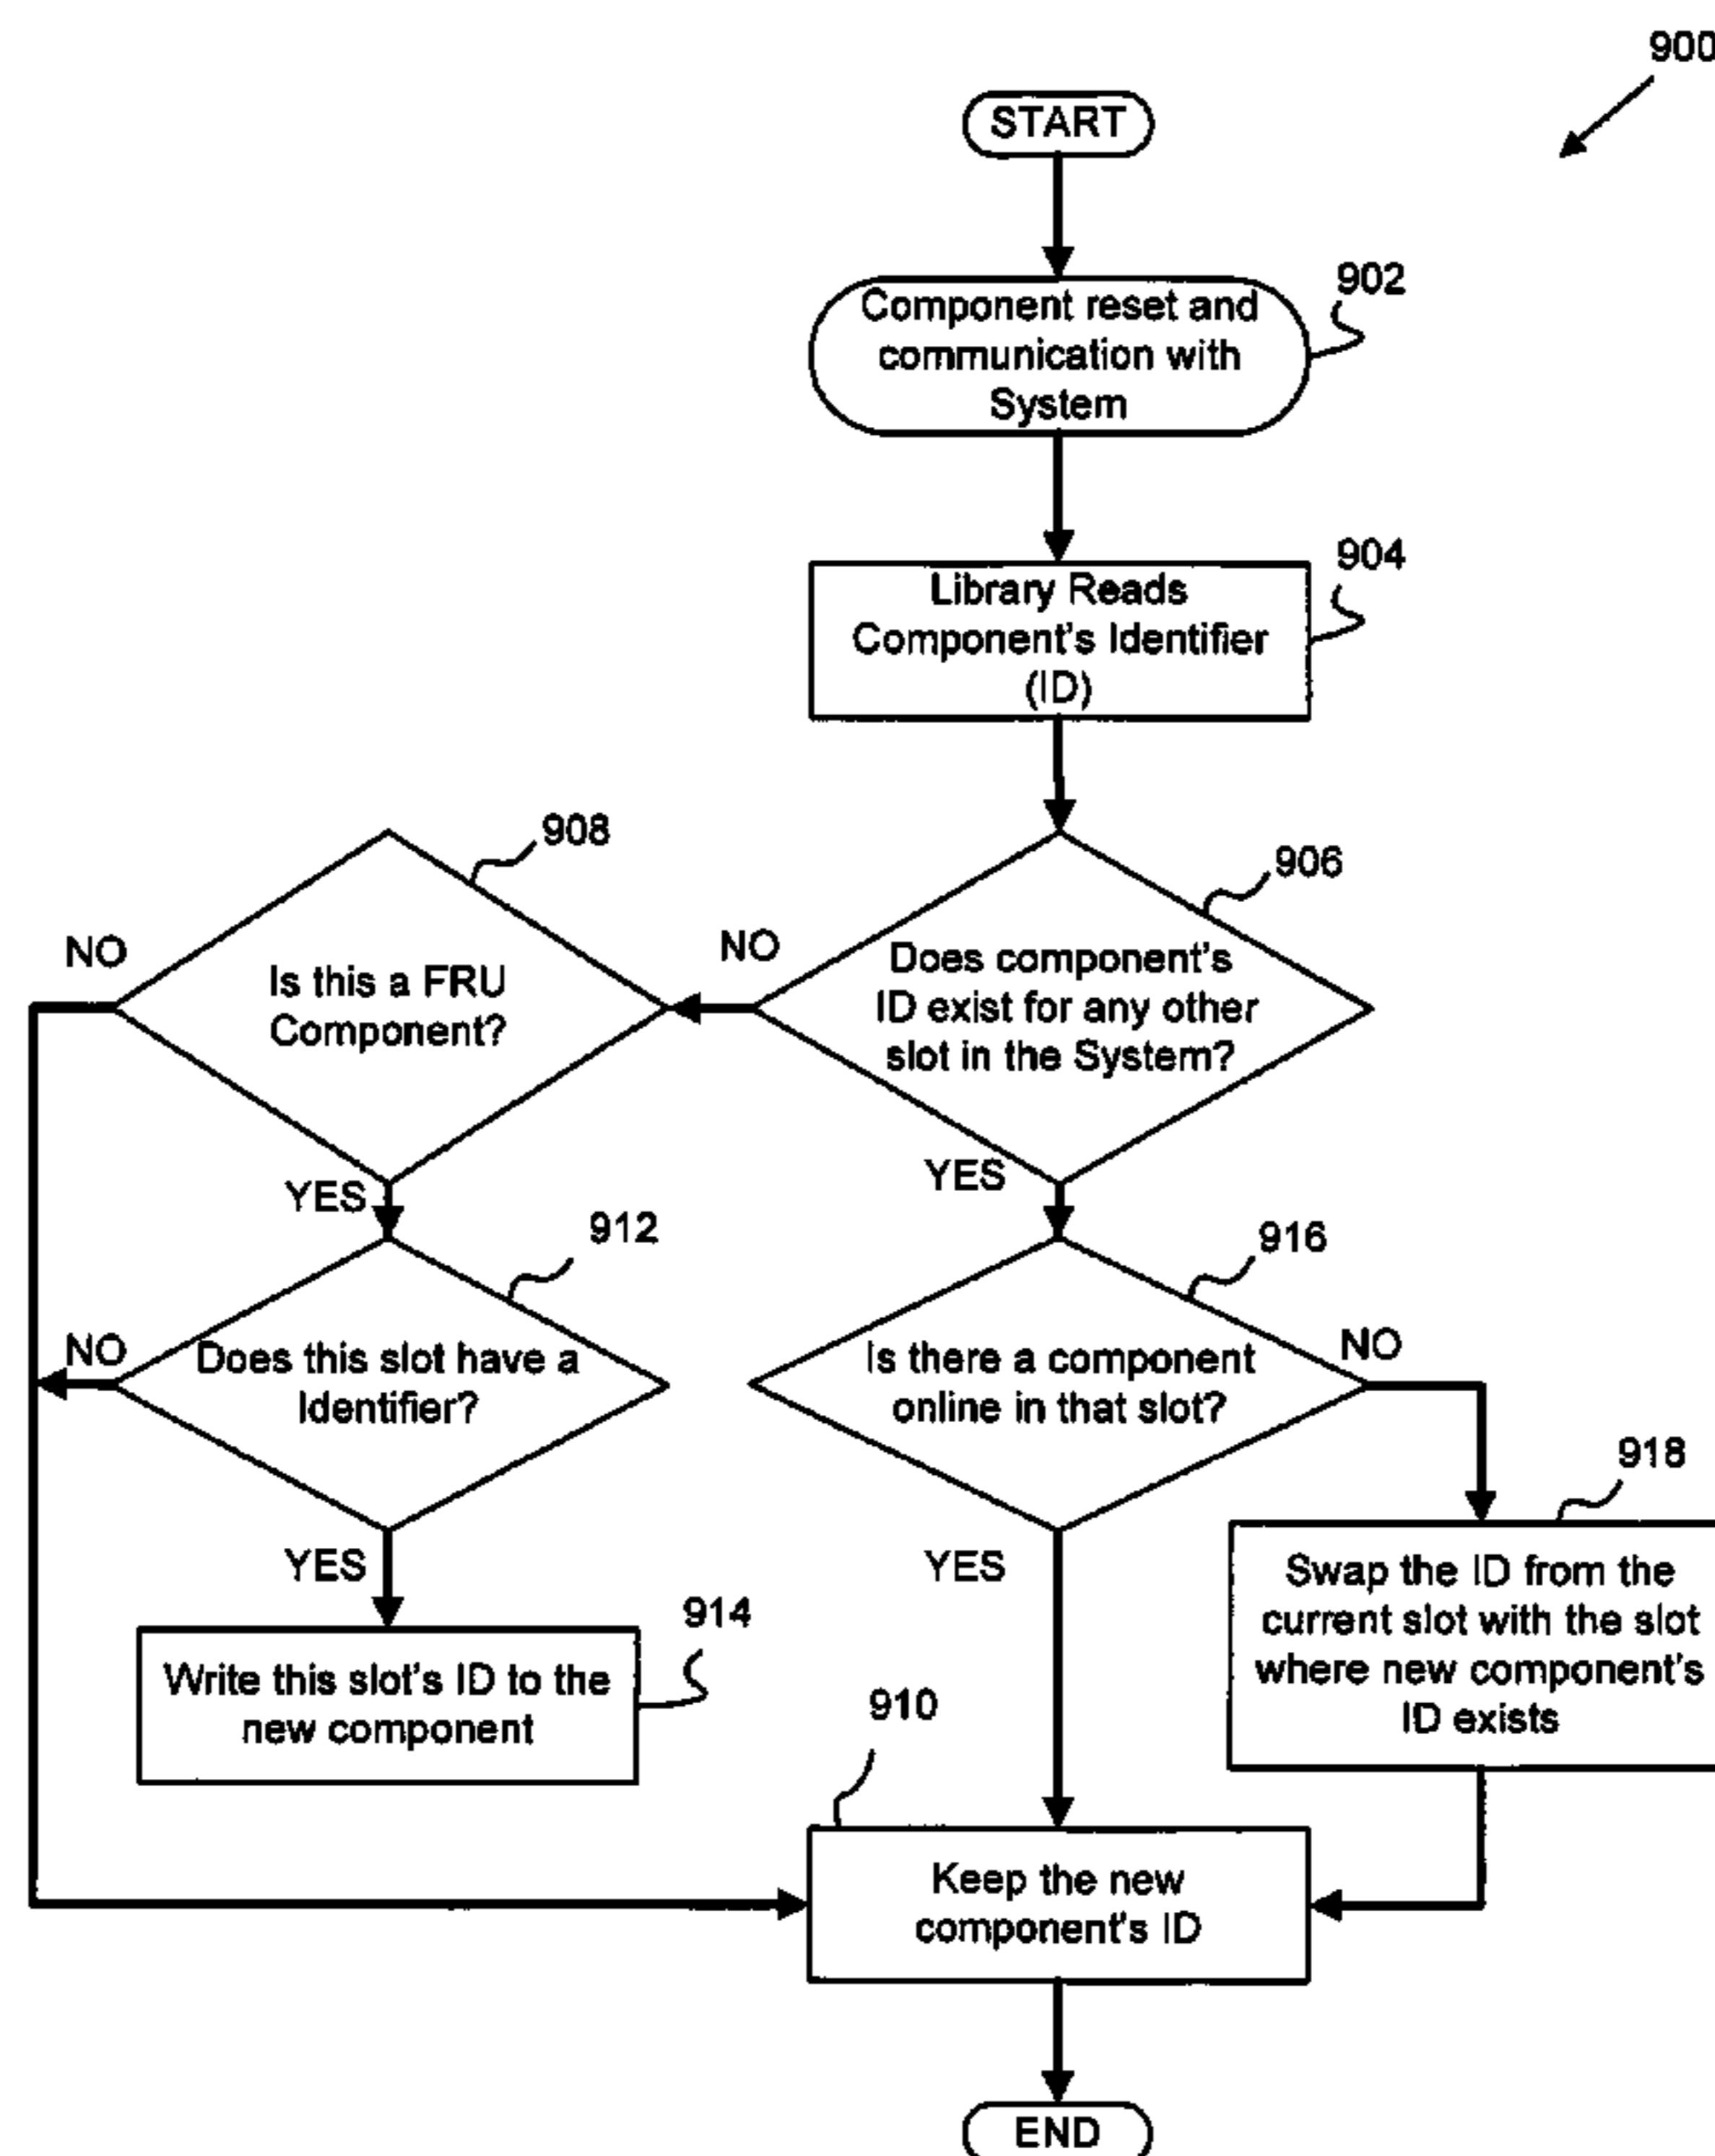 900
START
Component reset and
communication with
System
902
Library Reads
Component's Identifier
(ID)
904
908
906
NO
Is this a FRU
Component?
NO
Does component's
ID exist for any other
slot in the System?
YES
YES
912
916
NO
Does this slot have a
Identifier?
Is there a component
online in that slot?
NO
918
YES
YES
Swap the ID from the
current slot with the slot
where new component's
ID exists
914
Write this slot's ID to the
new component
910
Keep the new
component's ID
END